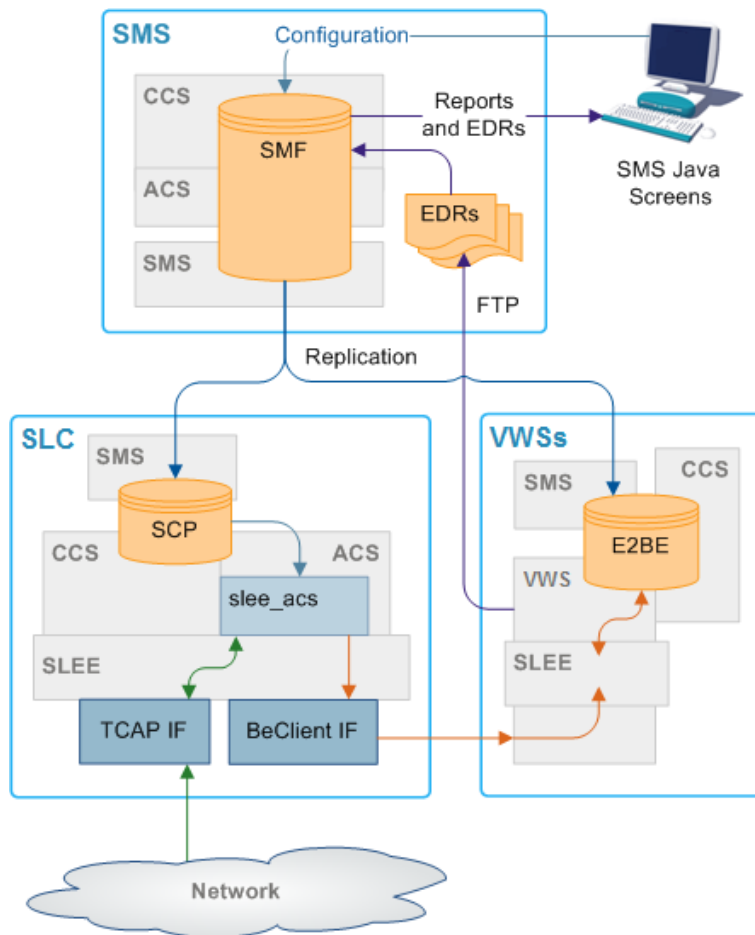 SMS
Configuration
CCS
SMF
Reports
and EDRs
SMS Java
Screens
ACS
EDRs
SMS
FTP
Replication
SLC
SMS
SCP
CCS
ACS
slee_acs
SLEE
TCAP IF
BeClient IF
VWSs
SMS
CCS
E2BE
VWS
SLEE
Network